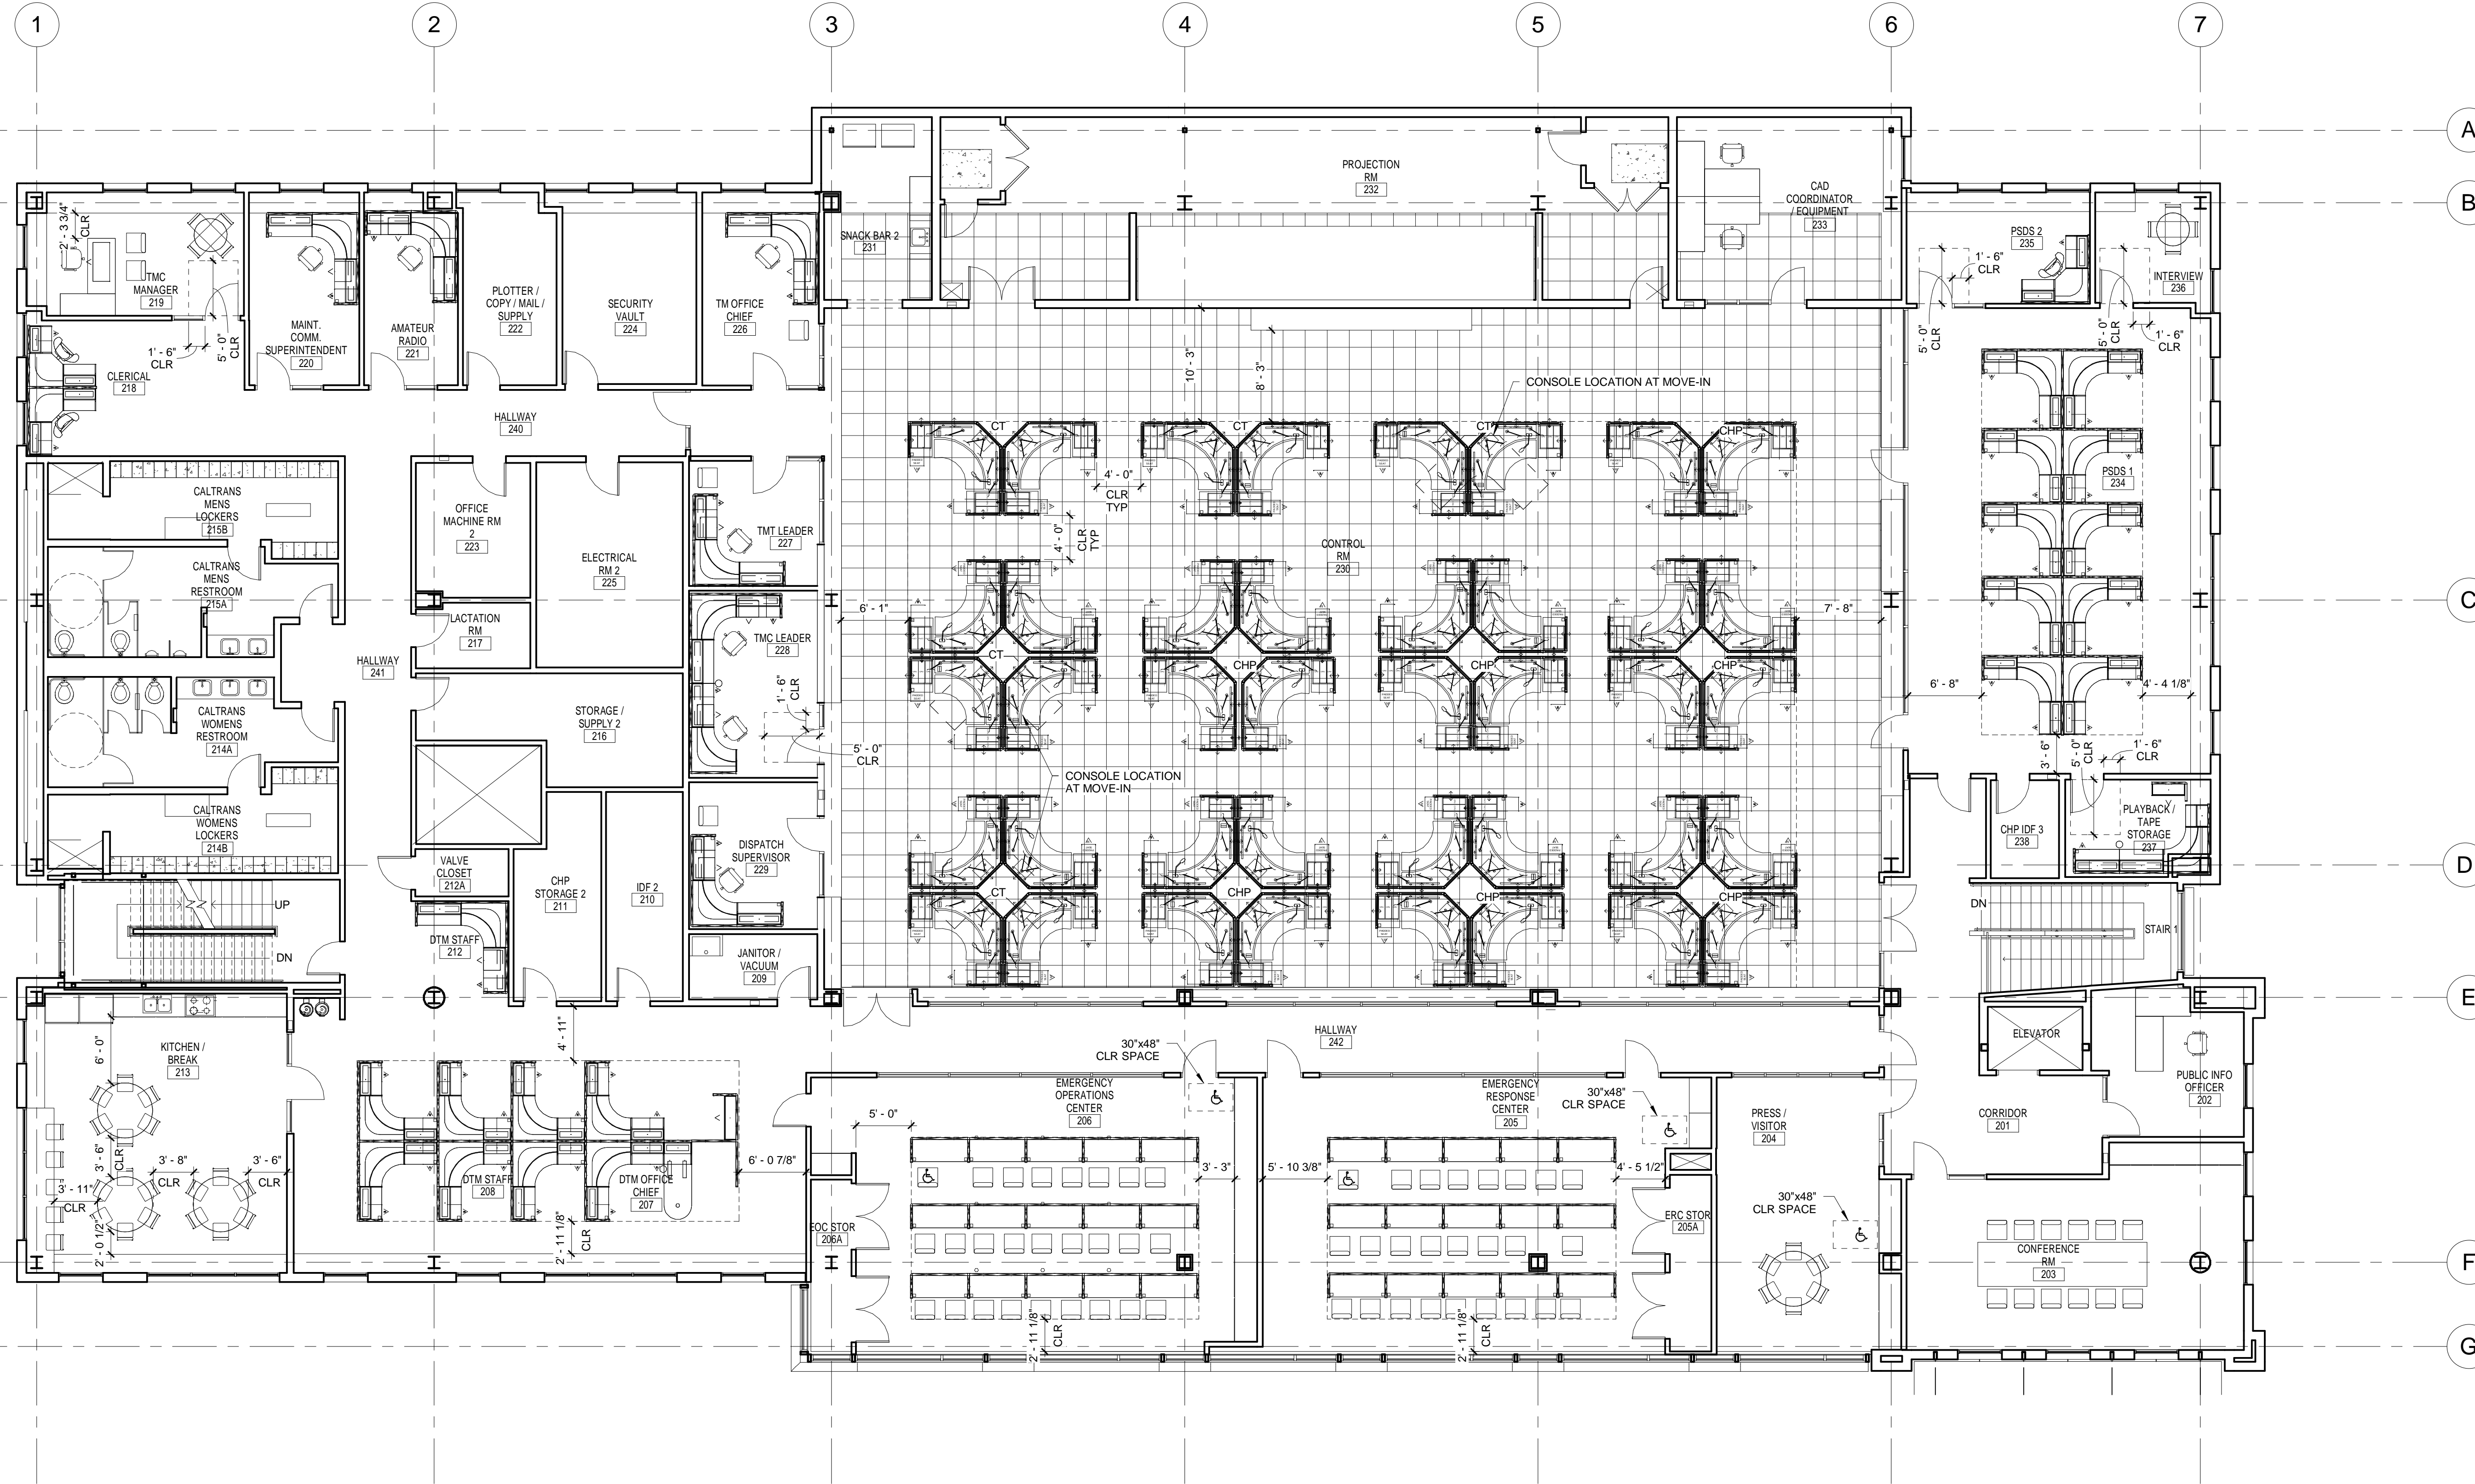 1
2
3
4
5
6
7
A
B
C
D
E
F
G
PROJECTION
RM
232
CAD
COORDINATOR
/ EQUIPMENT
233
SNACK BAR 2
231
PSDS 2
235
1' - 6"
CLR
5' - 0"
CLR
INTERVIEW
236
5' - 0"
CLR
1' - 6"
CLR
2' - 3 3/4"
CLR
TMC
MANAGER
219
1' - 6"
CLR
5' - 0"
CLR
CLERICAL
218
MAINT.
COMM.
SUPERINTENDENT
220
AMATEUR
RADIO
221
PLOTTER /
COPY / MAIL /
SUPPLY
222
SECURITY
VAULT
224
TM OFFICE
CHIEF
226
HALLWAY
240
10' - 3"
8' - 3"
CONSOLE LOCATION AT MOVE-IN
CT
CT
CT
CHP
4' - 0"
CLR
TYP
4' - 0"
CLR
TYP
CONTROL
RM
230
PSDS 1
234
CALTRANS
MENS
LOCKERS
215B
CALTRANS
MENS
RESTROOM
215A
OFFICE
MACHINE RM
2
223
ELECTRICAL
RM 2
225
TMT LEADER
227
LACTATION
RM
217
HALLWAY
241
TMC LEADER
228
1' - 6"
CLR
5' - 0"
CLR
6' - 1"
7' - 8"
CT
CHP
CHP
CHP
6' - 8"
4' - 4 1/8"
CALTRANS
WOMENS
RESTROOM
214A
STORAGE /
SUPPLY 2
216
CONSOLE LOCATION
AT MOVE-IN
3' - 6"
5' - 0"
CLR
1' - 6"
CLR
CALTRANS
WOMENS
LOCKERS
214B
VALVE
CLOSET
212A
CHP
STORAGE 2
211
IDF 2
210
DISPATCH
SUPERVISOR
229
CHP IDF 3
238
PLAYBACK /
TAPE
STORAGE
237
CT
CHP
CHP
CHP
UP
DN
DTM STAFF
212
JANITOR /
VACUUM
209
DN
STAIR 1
KITCHEN /
BREAK
213
6' - 0"
3' - 6"
CLR
3' - 8"
CLR
3' - 6"
CLR
3' - 11"
CLR
2' - 0 1/2"
CLR
4' - 11"
DTM STAFF
208
DTM OFFICE
CHIEF
207
6' - 0 7/8"
2' - 11 1/8"
CLR
HALLWAY
242
30"x48"
CLR SPACE
EMERGENCY
OPERATIONS
CENTER
206
5' - 0"
3' - 3"
EOC STOR
206A
2' - 11 1/8"
CLR
EMERGENCY
RESPONSE
CENTER
205
30"x48"
CLR SPACE
5' - 10 3/8"
4' - 5 1/2"
ERC STOR
205A
2' - 11 1/8"
CLR
PRESS /
VISITOR
204
30"x48"
CLR SPACE
ELEVATOR
CORRIDOR
201
PUBLIC INFO
OFFICER
202
CONFERENCE
RM
203